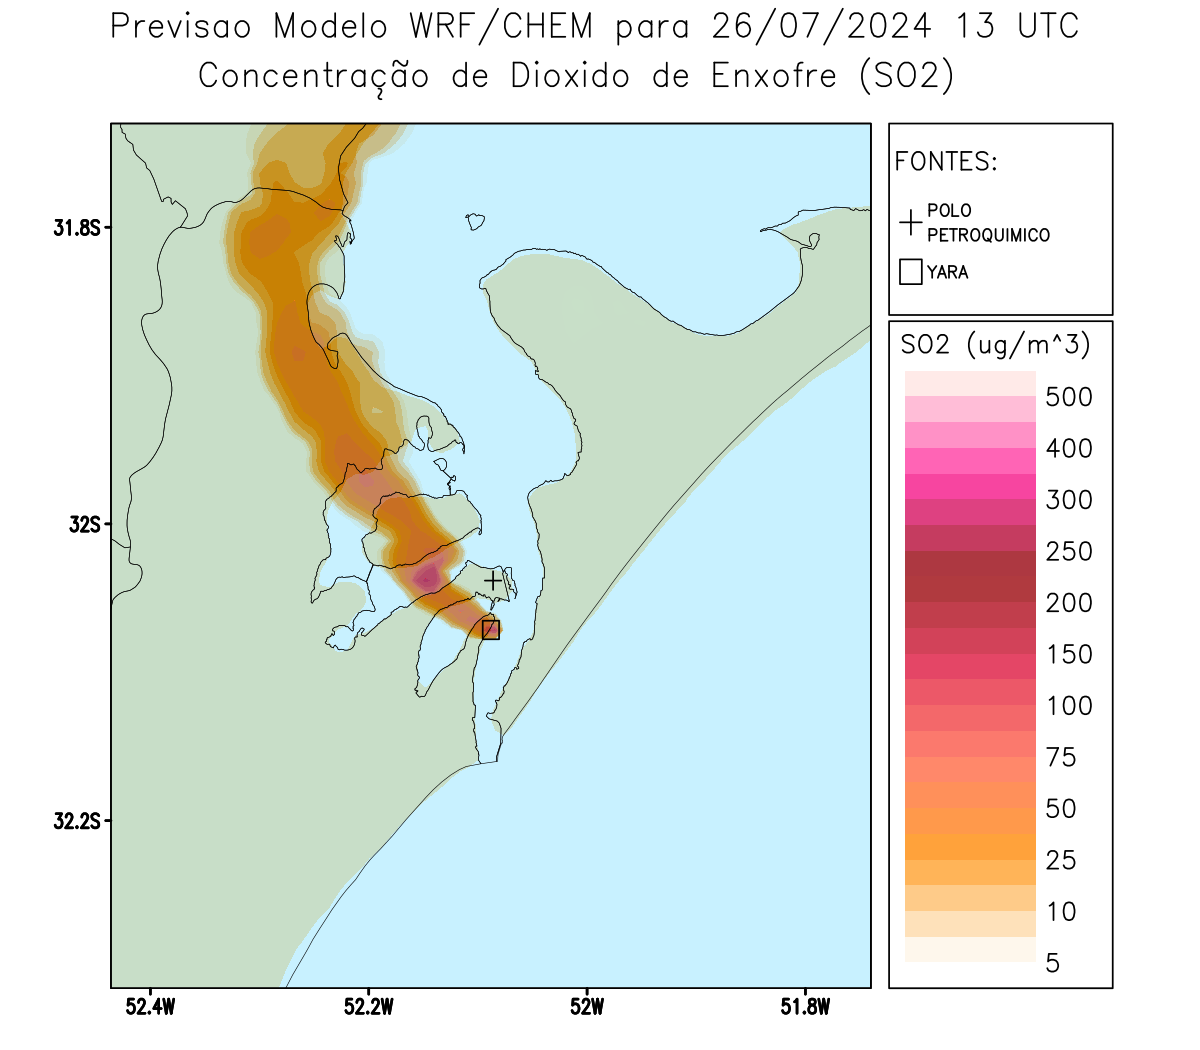 Previsao Modelo WRF/CHEM para 26/07/2024 13 UTC
Concentração de Dioxido de Enxofre (SO2)
FONTES:
POLO
PETROQUIMICO
YARA
SO2 (ug/m^3)
500
400
300
250
200
150
100
75
50
25
10
5
31.8S
32S
32.2S
52.4W
52.2W
52W
51.8W